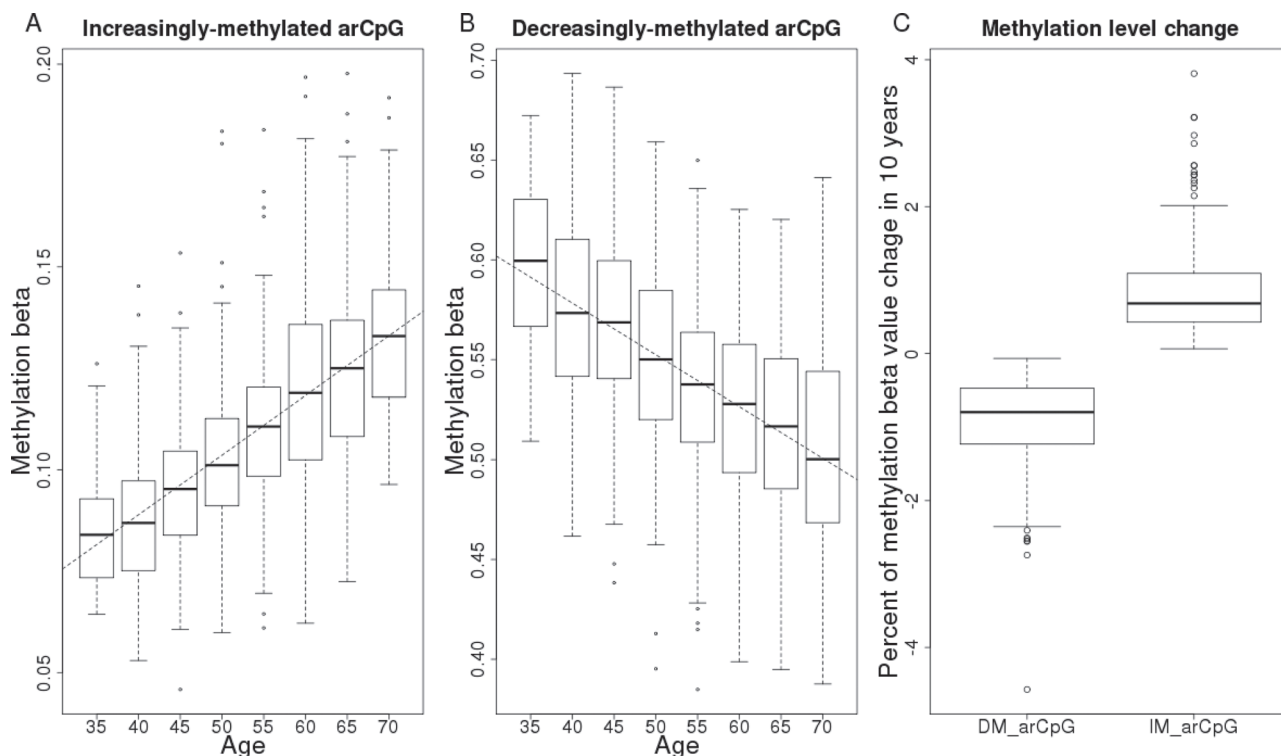 A Increasingly-methylated arCpG
Methylation beta
0.20
0.15
0.10
0.05
35 40 45 50 55 60 65 70
Age
B Decreasingly-methylated arCpG
Methylation beta
0.70
0.65
0.60
0.55
0.50
0.45
0.40
35 40 45 50 55 60 65 70
Age
C Methylation level change
Percent of methylation beta value chage in 10 years
4
2
0
-2
-4
DM_arCpG IM_arCpG